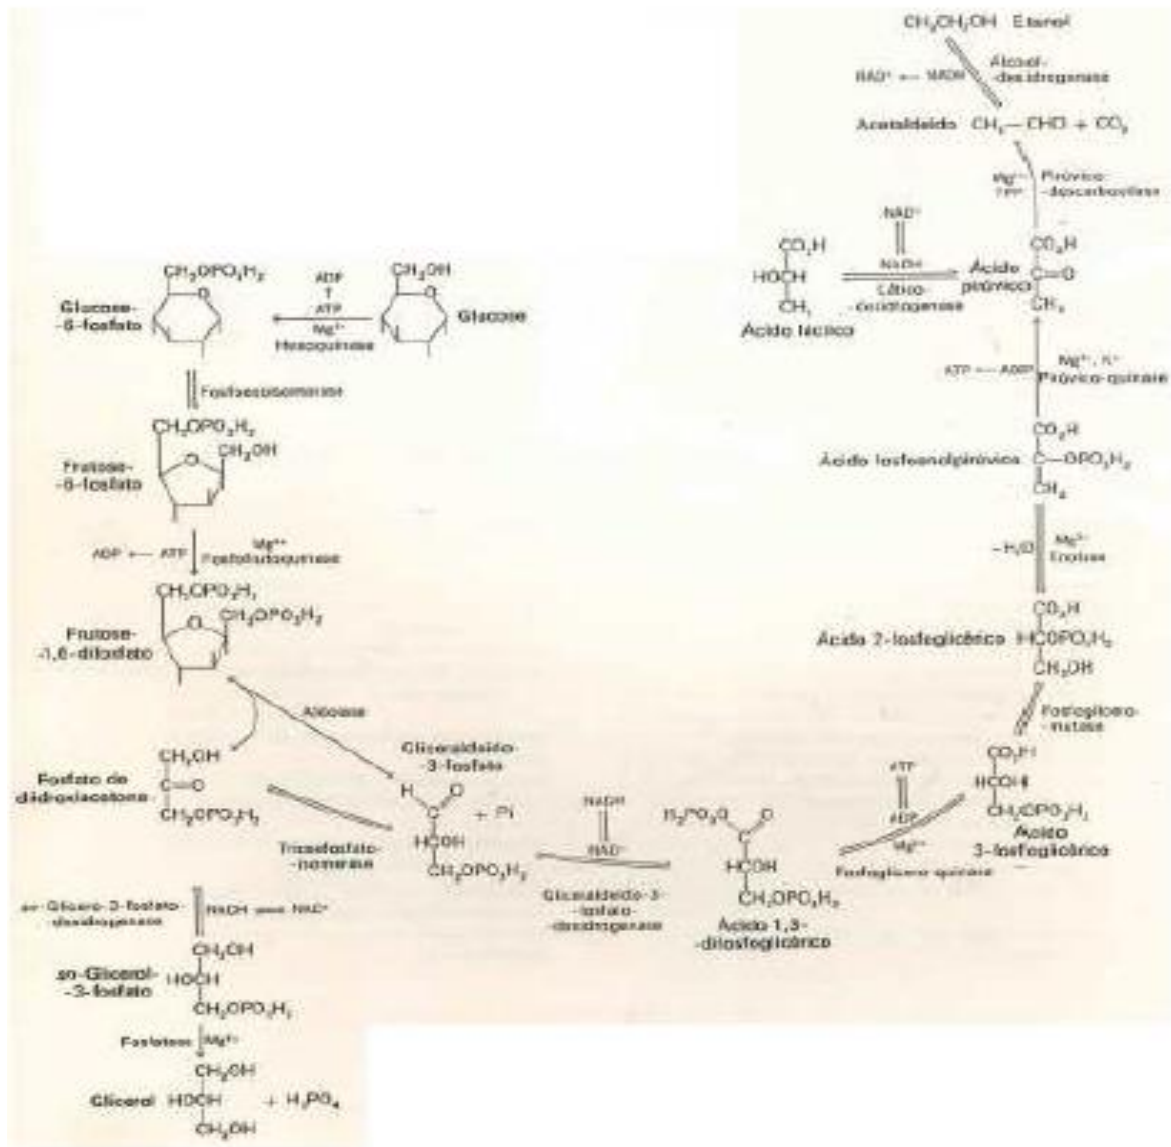 CH₃CH₂OH Etanol
Álcool-
-desidrogenase
NAD⁺ ← NADH
Acetaldeído CH₃—CHO + CO₂
Mg²⁺
TPP
Pirúvico-
-descarboxilase
NAD⁺
NADH
CO₂H
HOCH
CH₃
Ácido láctico
Láctico-
-desidrogenase
Ácido
pirúvico
CO₂H
C=O
CH₃
CH₂OPO₃H₂
O
Glucose-
-6-fosfato
ADP
ATP
Mg²⁺
Hexoquinase
CH₂OH
O
Glucose
ATP ← ADP
Mg²⁺, K⁺
Pirúvico-quinase
Fosfoexoisomerase
CH₂OPO₃H₂
CH₂OH
O
Frutose-
-6-fosfato
CO₂H
Ácido fosfoenolpirúvico C—OPO₃H₂
CH₂
ADP ← ATP
Mg²⁺
Fosfofrutoquinase
- H₂O
Mg²⁺
Enolase
CH₂OPO₃H₂
CH₂OPO₃H₂
O
Frutose-
-1,6-difosfato
CO₂H
Ácido 2-fosfoglicérico HCOPO₃H₂
CH₂OH
Aldolase
Fosfoglicero-
-mutase
CH₂OH
Fosfato de
diidroxiacetona
C=O
CH₂OPO₃H₂
Gliceraldeído-
-3-fosfato
H O
C
HCOH
CH₂OPO₃H₂
+ Pi
Triosefosfato-
-isomerase
NADH
NAD⁺
Gliceraldeído-3-
-fosfato-
-desidrogenase
H₂PO₃O O
C
HCOH
CH₂OPO₃H₂
Ácido 1,3-
-difosfoglicérico
ATP
ADP
Mg²⁺
Fosfoglicero-quinase
CO₂H
HCOH
CH₂OPO₃H₂
Ácido
3-fosfoglicérico
sn-Glicero-3-fosfato-
-desidrogenase
NADH NAD⁺
CH₂OH
sn-Glicerol-
-3-fosfato
HOCH
CH₂OPO₃H₂
Fosfatase Mg²⁺
CH₂OH
Glicerol HOCH + H₃PO₄
CH₂OH